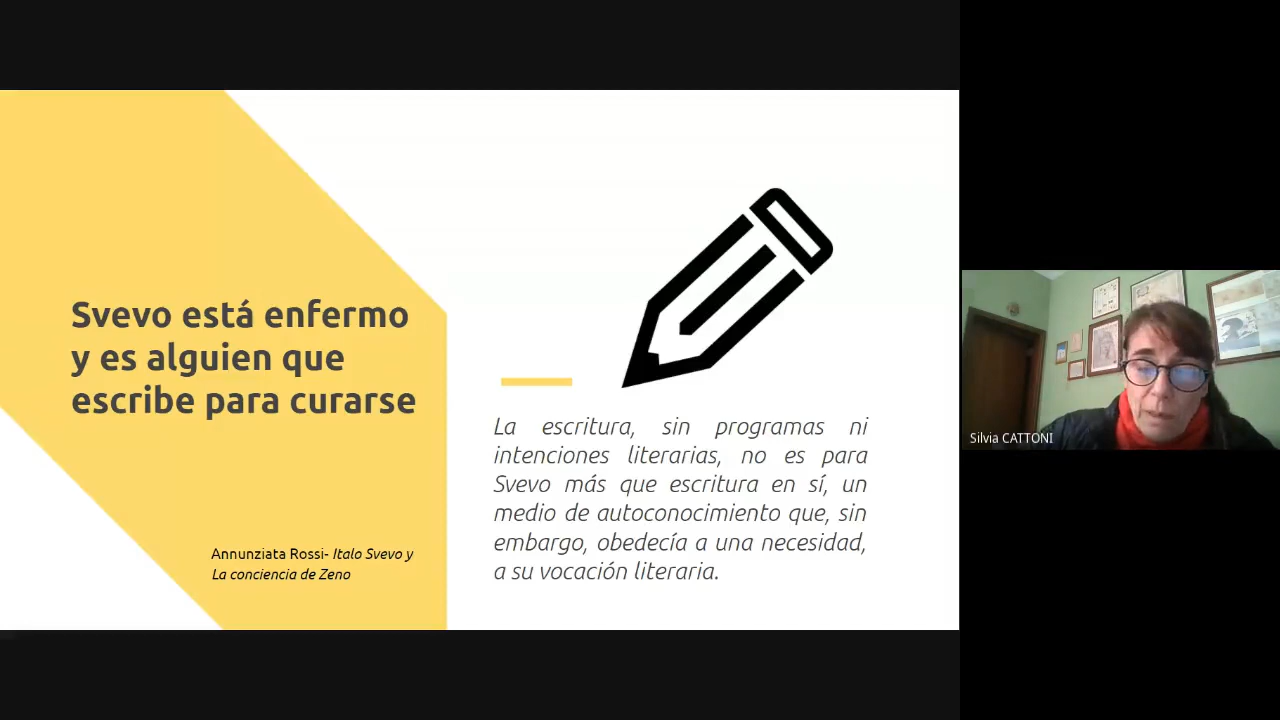 Svevo está enfermo
y es alguien que
escribe para curarse
Annunziata Rossi- Italo Svevo y
La conciencia de Zeno
La escritura, sin programas ni
intenciones literarias, no es para
Svevo más que escritura en sí, un
medio de autoconocimiento que, sin
embargo, obedecía a una necesidad,
a su vocación literaria.
Silvia CATTONI